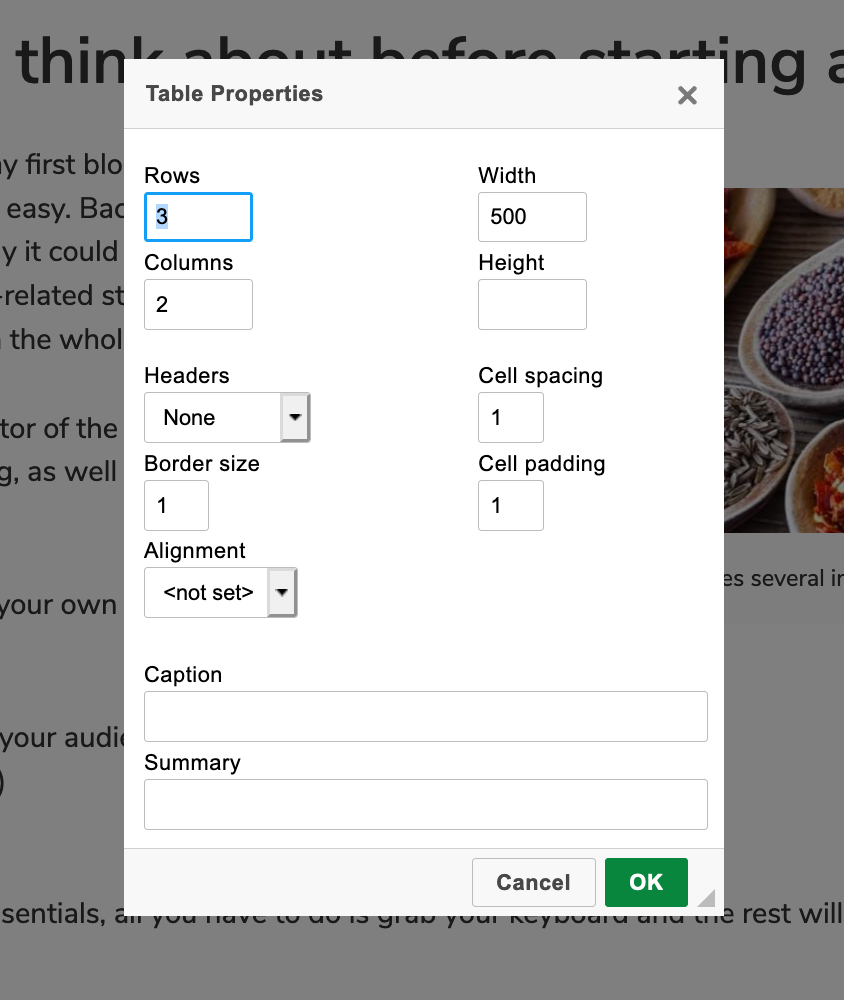 think about before starting a
Table Properties
y first blo
easy. Bac
y it could
-related st
the whol
tor of the
g, as well
your own
your audie
)
Rows
3
Width
500
Columns
2
Height
Headers
None
Cell spacing
1
Border size
1
Cell padding
1
Alignment
<not set>
es several in
Caption
Summary
Cancel
OK
sentials, all you have to do is grab your keyboard and the rest will